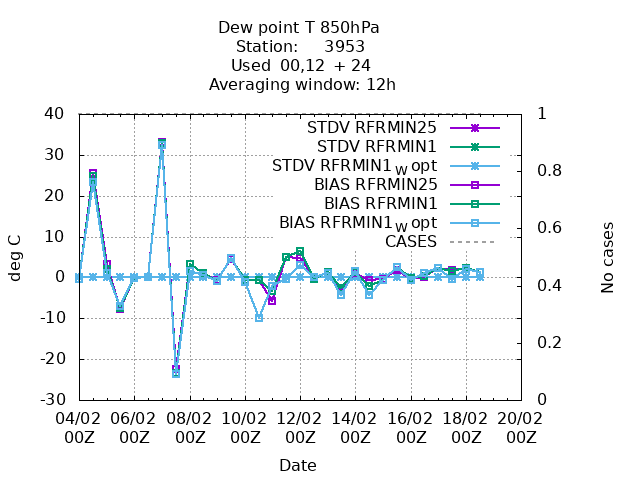 Dew point T 850hPa
Station: 3953
Used 00,12 + 24
Averaging window: 12h
40
30
20
10
0
-10
-20
-30
1
0.8
0.6
0.4
0.2
0
deg C
No cases
STDV RFRMIN25
STDV RFRMIN1
STDV RFRMIN1_W opt
BIAS RFRMIN25
BIAS RFRMIN1
BIAS RFRMIN1_W opt
CASES
04/02 06/02 08/02 10/02 12/02 14/02 16/02 18/02 20/02
00Z 00Z 00Z 00Z 00Z 00Z 00Z 00Z 00Z
Date